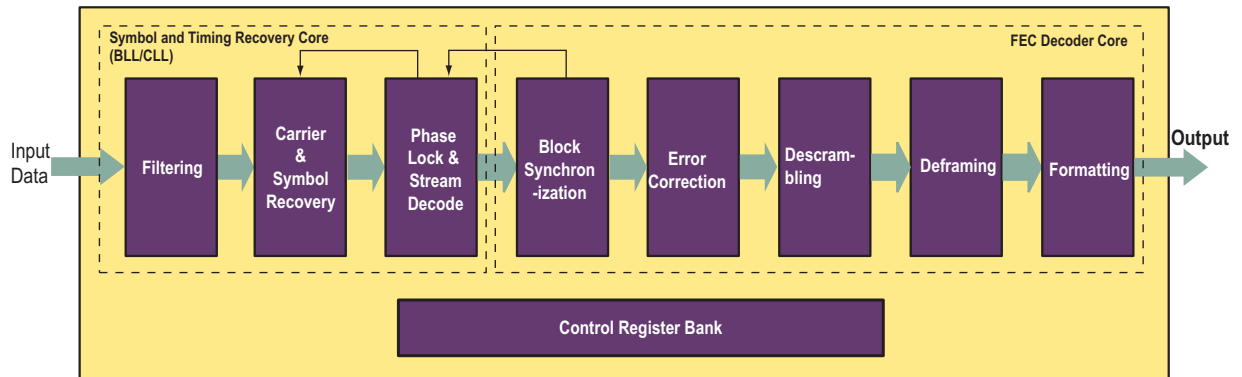 Symbol and Timing Recovery Core
(BLL/CLL)
FEC Decoder Core
Input
Data
Filtering
Carrier
&
Symbol
Recovery
Phase
Lock &
Stream
Decode
Block
Synchron
-ization
Error
Correction
Descram-
bling
Deframing
Formatting
Output
Control Register Bank